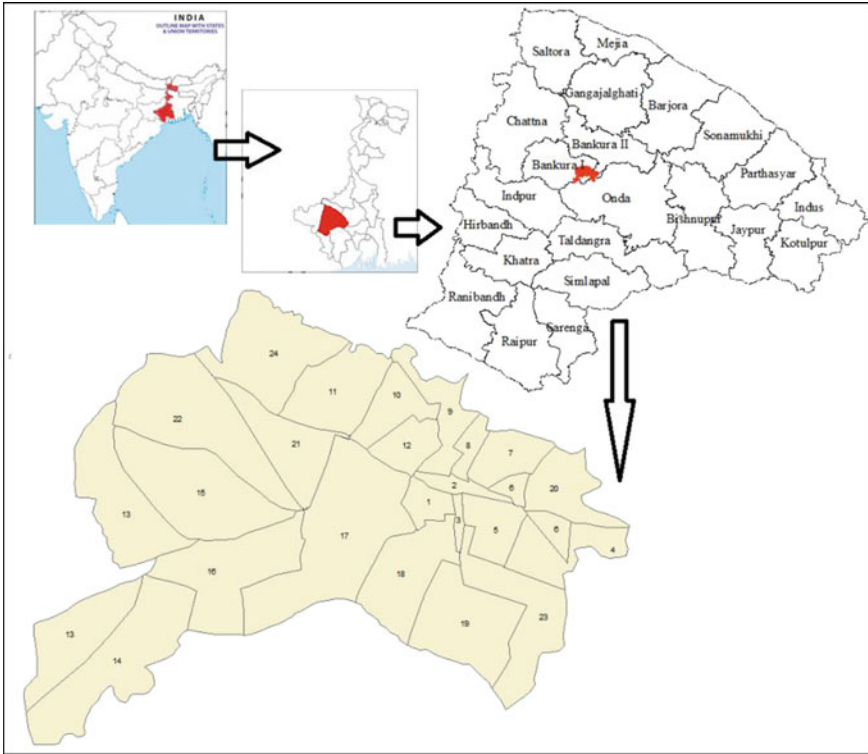 INDIA
OUTLINE MAP WITH STATES
& UNION TERRITORIES
Mejia
Saltora
Gangajalghati
Barjora
Chattna
Sonamukhi
Bankura II
Bankura I
Parthasyar
Indpur
Onda
Indus
Bishnupur
Hirbandh
Jaypur
Taldangra
Kotulpur
Khatra
Simlapal
Ranibandh
Sarenga
Raipur
24
11
10
9
22
21
12
8
7
15
2
6
20
13
1
3
17
5
6
4
16
18
23
19
13
14